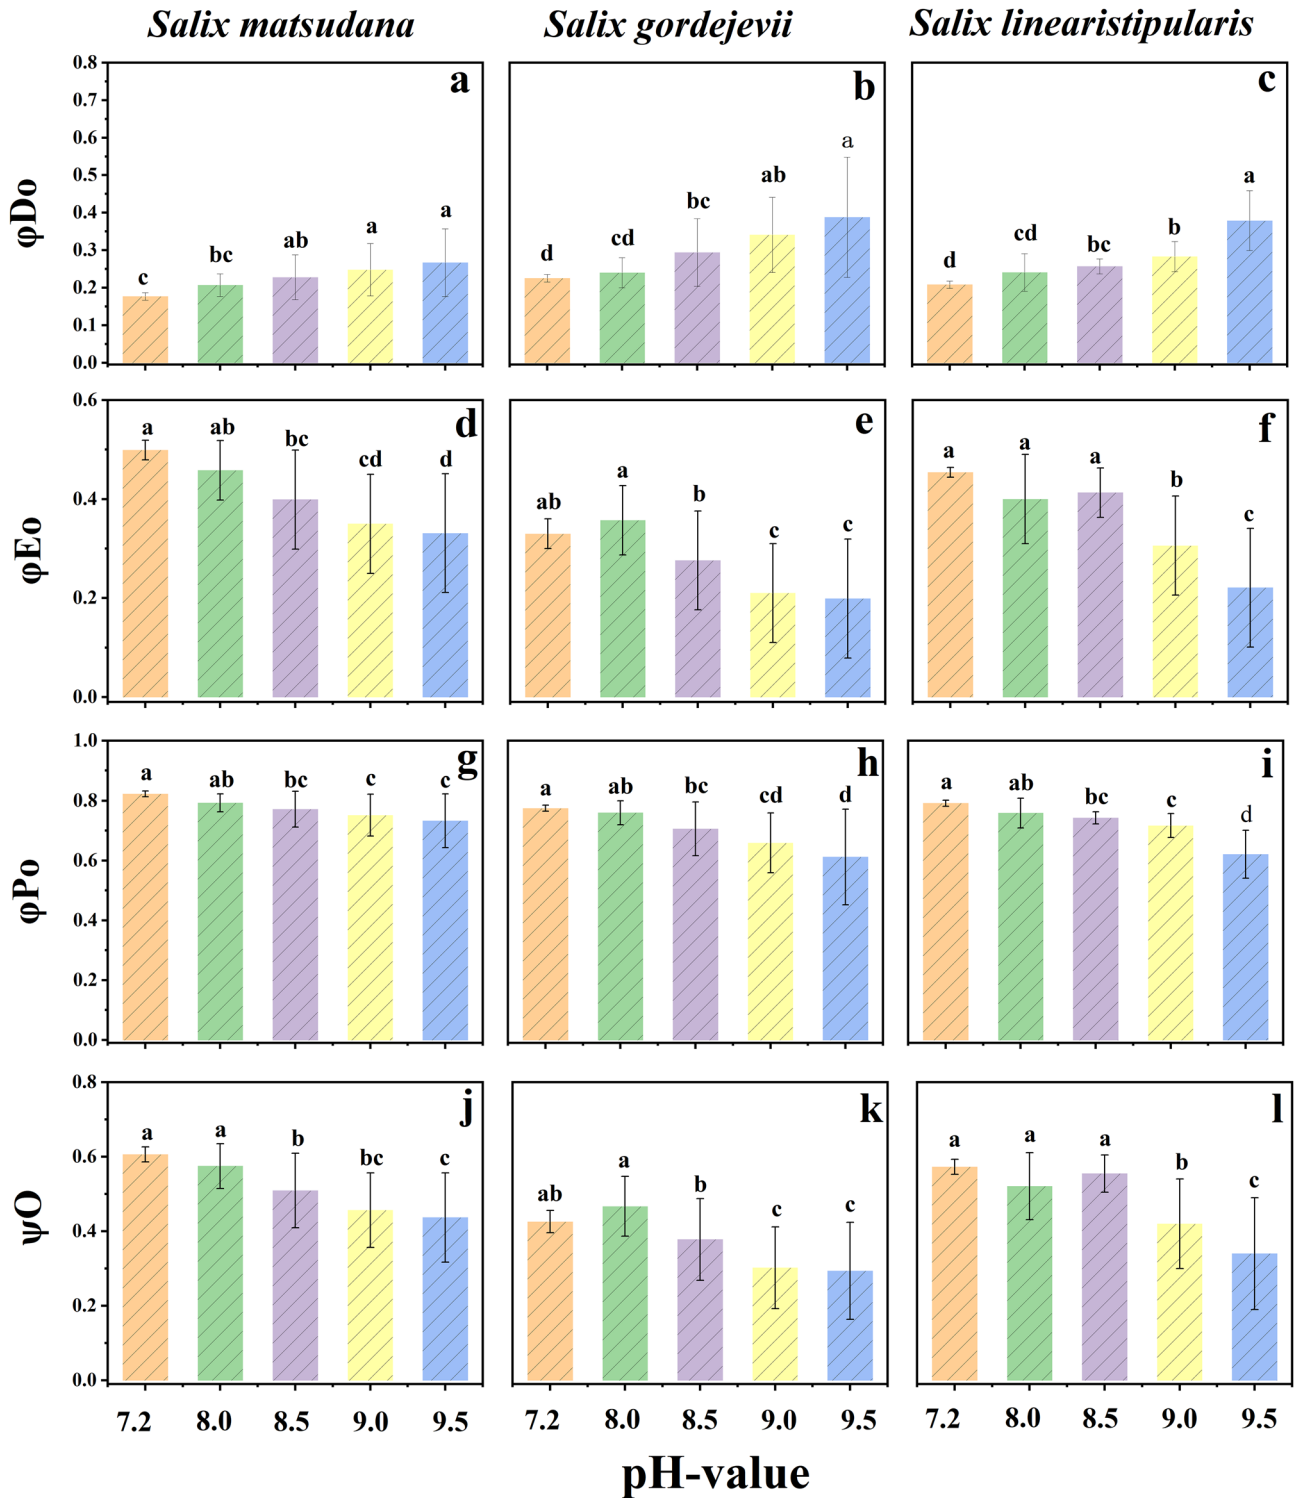 Salix matsudana Salix gordejevii Salix linearistipularis
φDo
0.8
0.7
0.6
0.5
0.4
0.3
0.2
0.1
0.0
a
c bc ab a a
b
d cd bc ab a
c
d cd bc b a
φEo
0.6
0.4
0.2
0.0
d
a ab bc cd d
e
ab a b c c
f
a a a b c
φPo
1.0
0.8
0.6
0.4
0.2
0.0
g
a ab bc c c
h
a ab bc cd d
i
a ab bc c d
ψO
0.8
0.6
0.4
0.2
0.0
j
a a b bc c
k
ab a b c c
l
a a a b c
7.2 8.0 8.5 9.0 9.5 7.2 8.0 8.5 9.0 9.5 7.2 8.0 8.5 9.0 9.5
pH-value